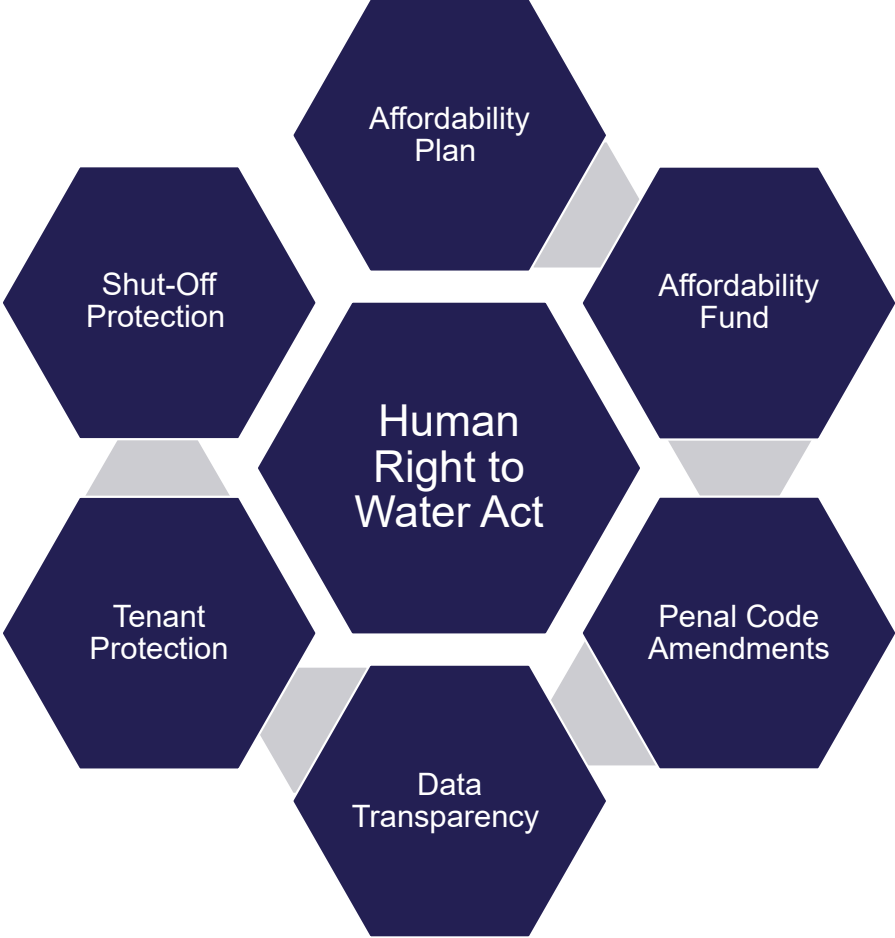 Affordability
Plan
Affordability
Fund
Penal Code
Amendments
Data
Transparency
Tenant
Protection
Shut-Off
Protection
Human
Right to
Water Act